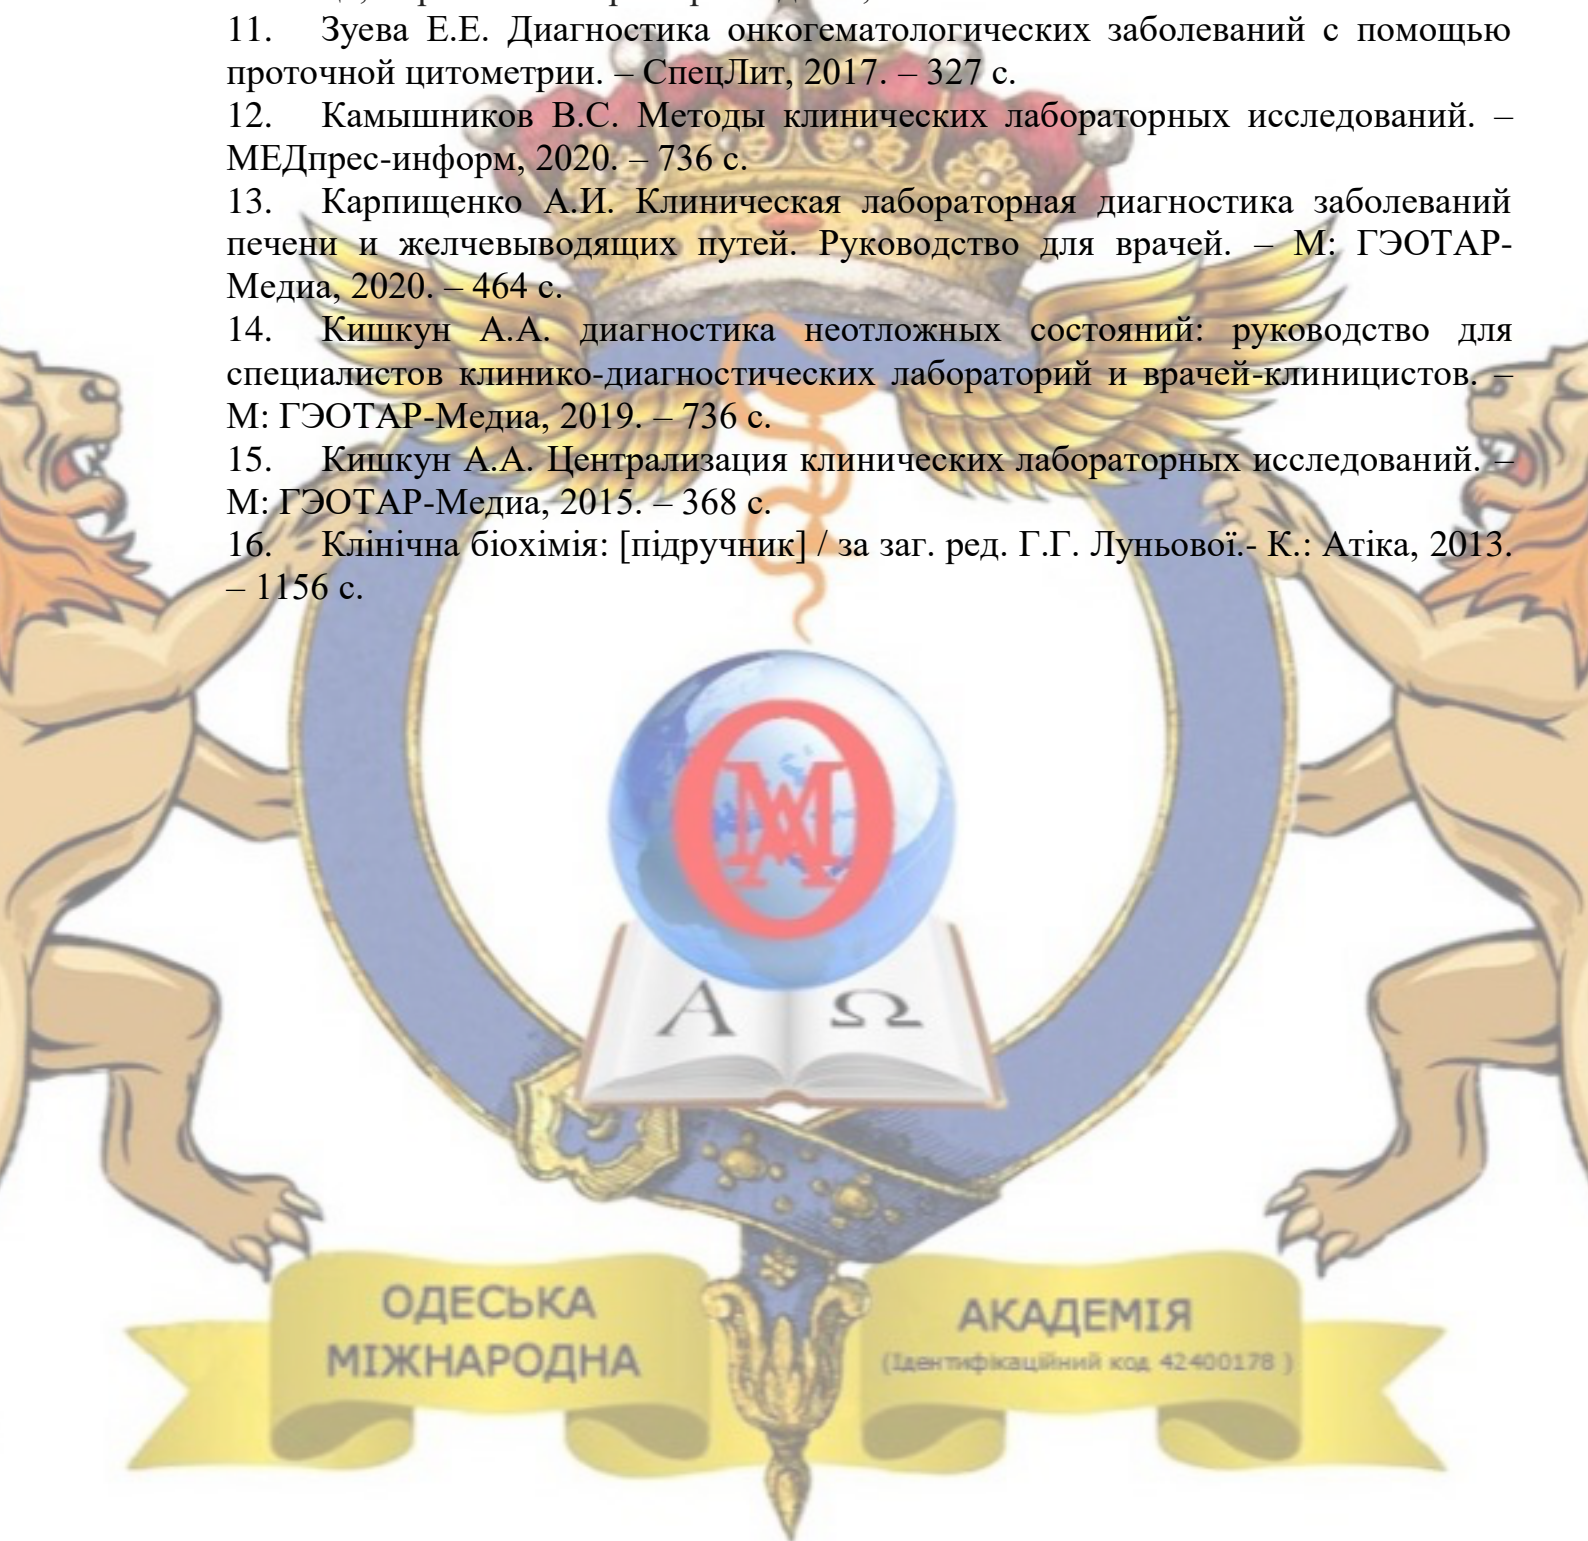 11. Зуева Е.Е. Диагностика онкогематологических заболеваний с помощью
проточной цитометрии. – СпецЛит, 2017. – 327 с.
12. Камышников В.С. Методы клинических лабораторных исследований. –
МЕДпрес-информ, 2020. – 736 с.
13. Карпищенко А.И. Клиническая лабораторная диагностика заболеваний
печени и желчевыводящих путей. Руководство для врачей. – М: ГЭОТАР-
Медиа, 2020. – 464 с.
14. Кишкун А.А. диагностика неотложных состояний: руководство для
специалистов клинико-диагностических лабораторий и врачей-клиницистов. –
М: ГЭОТАР-Медиа, 2019. – 736 с.
15. Кишкун А.А. Централизация клинических лабораторных исследований. –
М: ГЭОТАР-Медиа, 2015. – 368 с.
16. Клінічна біохімія: [підручник] / за заг. ред. Г.Г. Луньової.- К.: Атіка, 2013.
– 1156 с.
ОМА
Α Ω
ОДЕСЬКА
МІЖНАРОДНА
АКАДЕМІЯ
(Ідентифікаційний код 42400178 )